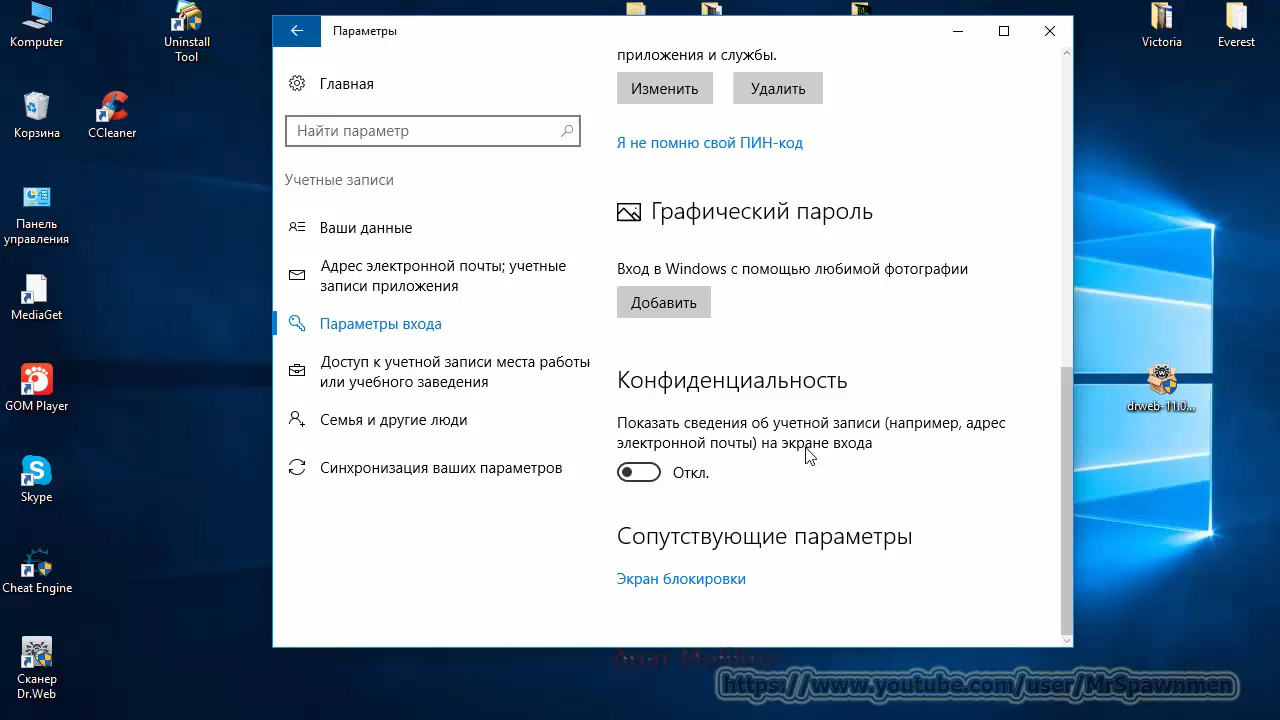 Komputer
Uninstall
Tool
Корзина
CCleaner
Панель
управления
MediaGet
GOM Player
Skype
Cheat Engine
Сканер
Dr.Web
Параметры
Главная
Найти параметр
Учетные записи
Ваши данные
Адрес электронной почты; учетные
записи приложения
Параметры входа
Доступ к учетной записи места работы
или учебного заведения
Семья и другие люди
Синхронизация ваших параметров
приложения и службы.
Изменить
Удалить
Я не помню свой ПИН-код
Графический пароль
Вход в Windows с помощью любимой фотографии
Добавить
Конфиденциальность
Показать сведения об учетной записи (например, адрес
электронной почты) на экране входа
Откл.
Сопутствующие параметры
Экран блокировки
Victoria
Everest
drweb-11.0...
https://www.youtube.com/user/MrSpawnmen